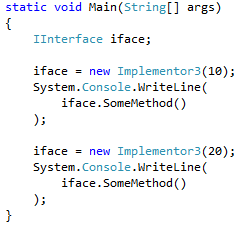 static void Main(String[] args)
{
    IInterface iface;

    iface = new Implementor3(10);
    System.Console.WriteLine(
        iface.SomeMethod()
    );

    iface = new Implementor3(20);
    System.Console.WriteLine(
        iface.SomeMethod()
    );
}